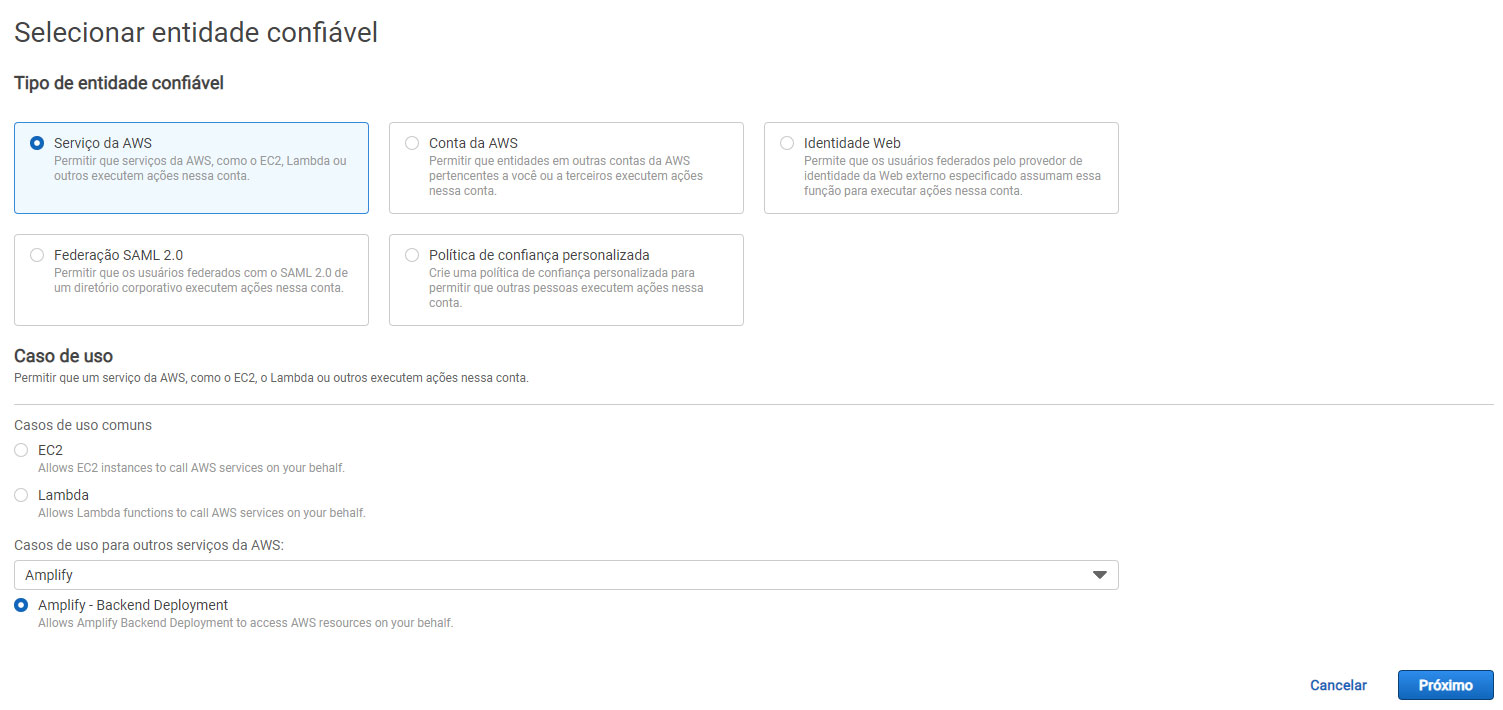 Selecionar entidade confiável
Tipo de entidade confiável
Serviço da AWS
Permitir que serviços da AWS, como o EC2, Lambda ou
outros executem ações nessa conta.
Conta da AWS
Permitir que entidades em outras contas da AWS
pertencentes a você ou a terceiros executem ações
nessa conta.
Identidade Web
Permite que os usuários federados pelo provedor de
identidade da Web externo especificado assumam essa
função para executar ações nessa conta.
Federação SAML 2.0
Permitir que os usuários federados com o SAML 2.0 de
um diretório corporativo executem ações nessa conta.
Política de confiança personalizada
Crie uma política de confiança personalizada para
permitir que outras pessoas executem ações nessa
conta.
Caso de uso
Permitir que um serviço da AWS, como o EC2, o Lambda ou outros executem ações nessa conta.
Casos de uso comuns
EC2
Allows EC2 instances to call AWS services on your behalf.
Lambda
Allows Lambda functions to call AWS services on your behalf.
Casos de uso para outros serviços da AWS:
Amplify
Amplify - Backend Deployment
Allows Amplify Backend Deployment to access AWS resources on your behalf.
Cancelar
Próximo